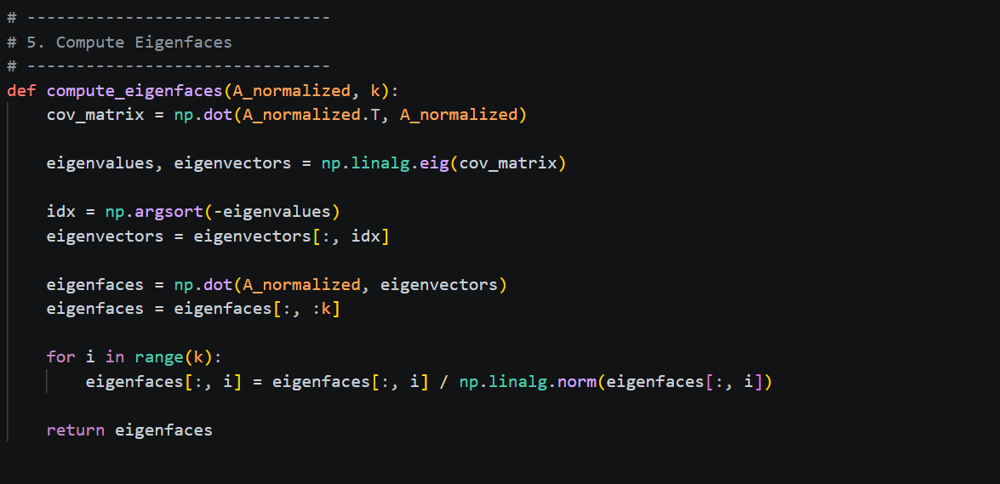 # -------------------------------
# 5. Compute Eigenfaces
# -------------------------------
def compute_eigenfaces(A_normalized, k):
    cov_matrix = np.dot(A_normalized.T, A_normalized)

    eigenvalues, eigenvectors = np.linalg.eig(cov_matrix)

    idx = np.argsort(-eigenvalues)
    eigenvectors = eigenvectors[:, idx]

    eigenfaces = np.dot(A_normalized, eigenvectors)
    eigenfaces = eigenfaces[:, :k]

    for i in range(k):
        eigenfaces[:, i] = eigenfaces[:, i] / np.linalg.norm(eigenfaces[:, i])

    return eigenfaces